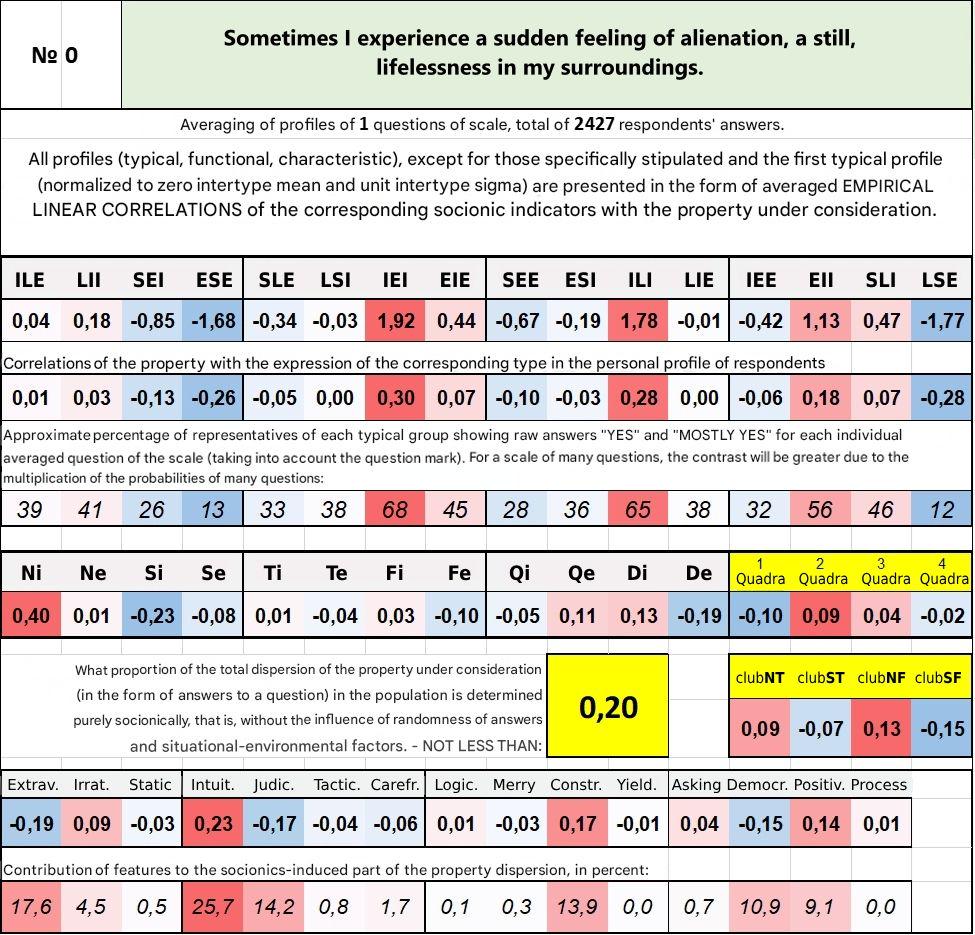 № 0
Sometimes I experience a sudden feeling of alienation, a still,
lifelessness in my surroundings.
Averaging of profiles of 1 questions of scale, total of 2427 respondents' answers.
All profiles (typical, functional, characteristic), except for those specifically stipulated and the first typical profile
(normalized to zero intertype mean and unit intertype sigma) are presented in the form of averaged EMPIRICAL
LINEAR CORRELATIONS of the corresponding socionic indicators with the property under consideration.
ILE LII SEI ESE SLE LSI IEI EIE SEE ESI ILI LIE IEE EII SLI LSE
0,04 0,18 -0,85 -1,68 -0,34 -0,03 1,92 0,44 -0,67 -0,19 1,78 -0,01 -0,42 1,13 0,47 -1,77
Correlations of the property with the expression of the corresponding type in the personal profile of respondents
0,01 0,03 -0,13 -0,26 -0,05 0,00 0,30 0,07 -0,10 -0,03 0,28 0,00 -0,06 0,18 0,07 -0,28
Approximate percentage of representatives of each typical group showing raw answers "YES" and "MOSTLY YES" for each individual
averaged question of the scale (taking into account the question mark). For a scale of many questions, the contrast will be greater due to the
multiplication of the probabilities of many questions:
39 41 26 13 33 38 68 45 28 36 65 38 32 56 46 12
Ni Ne Si Se Ti Te Fi Fe Qi Qe Di De 1 Quadra 2 Quadra 3 Quadra 4 Quadra
0,40 0,01 -0,23 -0,08 0,01 -0,04 0,03 -0,10 -0,05 0,11 0,13 -0,19 -0,10 0,09 0,04 -0,02
What proportion of the total dispersion of the property under consideration
(in the form of answers to a question) in the population is determined
purely socionically, that is, without the influence of randomness of answers
and situational-environmental factors. - NOT LESS THAN:
0,20
clubNT clubST clubNF clubSF
0,09 -0,07 0,13 -0,15
Extrav. Irrat. Static Intuit. Judic. Tactic. Carefr. Logic. Merry Constr. Yield. Asking Democr. Positiv. Process
-0,19 0,09 -0,03 0,23 -0,17 -0,04 -0,06 0,01 -0,03 0,17 -0,01 0,04 -0,15 0,14 0,01
Contribution of features to the socionics-induced part of the property dispersion, in percent:
17,6 4,5 0,5 25,7 14,2 0,8 1,7 0,1 0,3 13,9 0,0 0,7 10,9 9,1 0,0